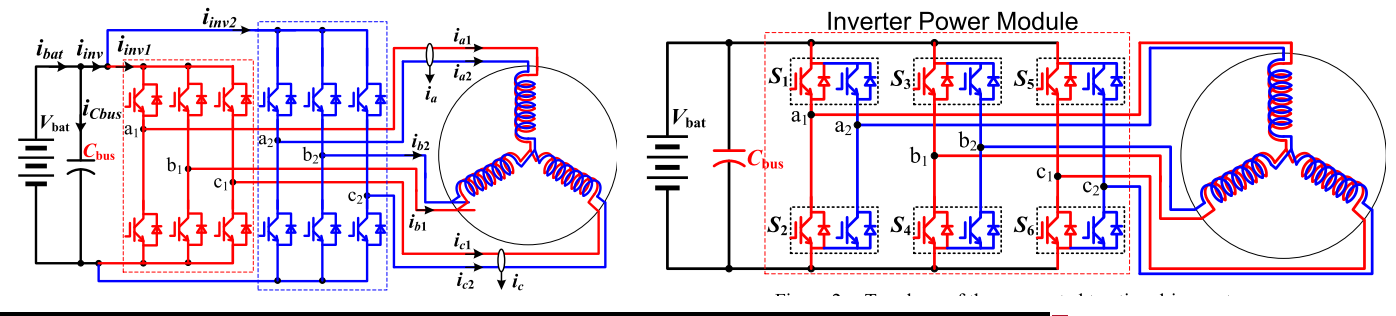 Inverter Power Module
i_inv2
i_bat
i_inv
i_inv1
i_Cbus
V_bat
C_bus
a_1
b_1
c_1
a_2
b_2
c_2
i_a1
i_a2
i_a
i_b2
i_b1
i_c1
i_c2
i_c
V_bat
C_bus
S_1
S_3
S_5
a_1
a_2
b_1
b_2
c_1
c_2
S_2
S_4
S_6